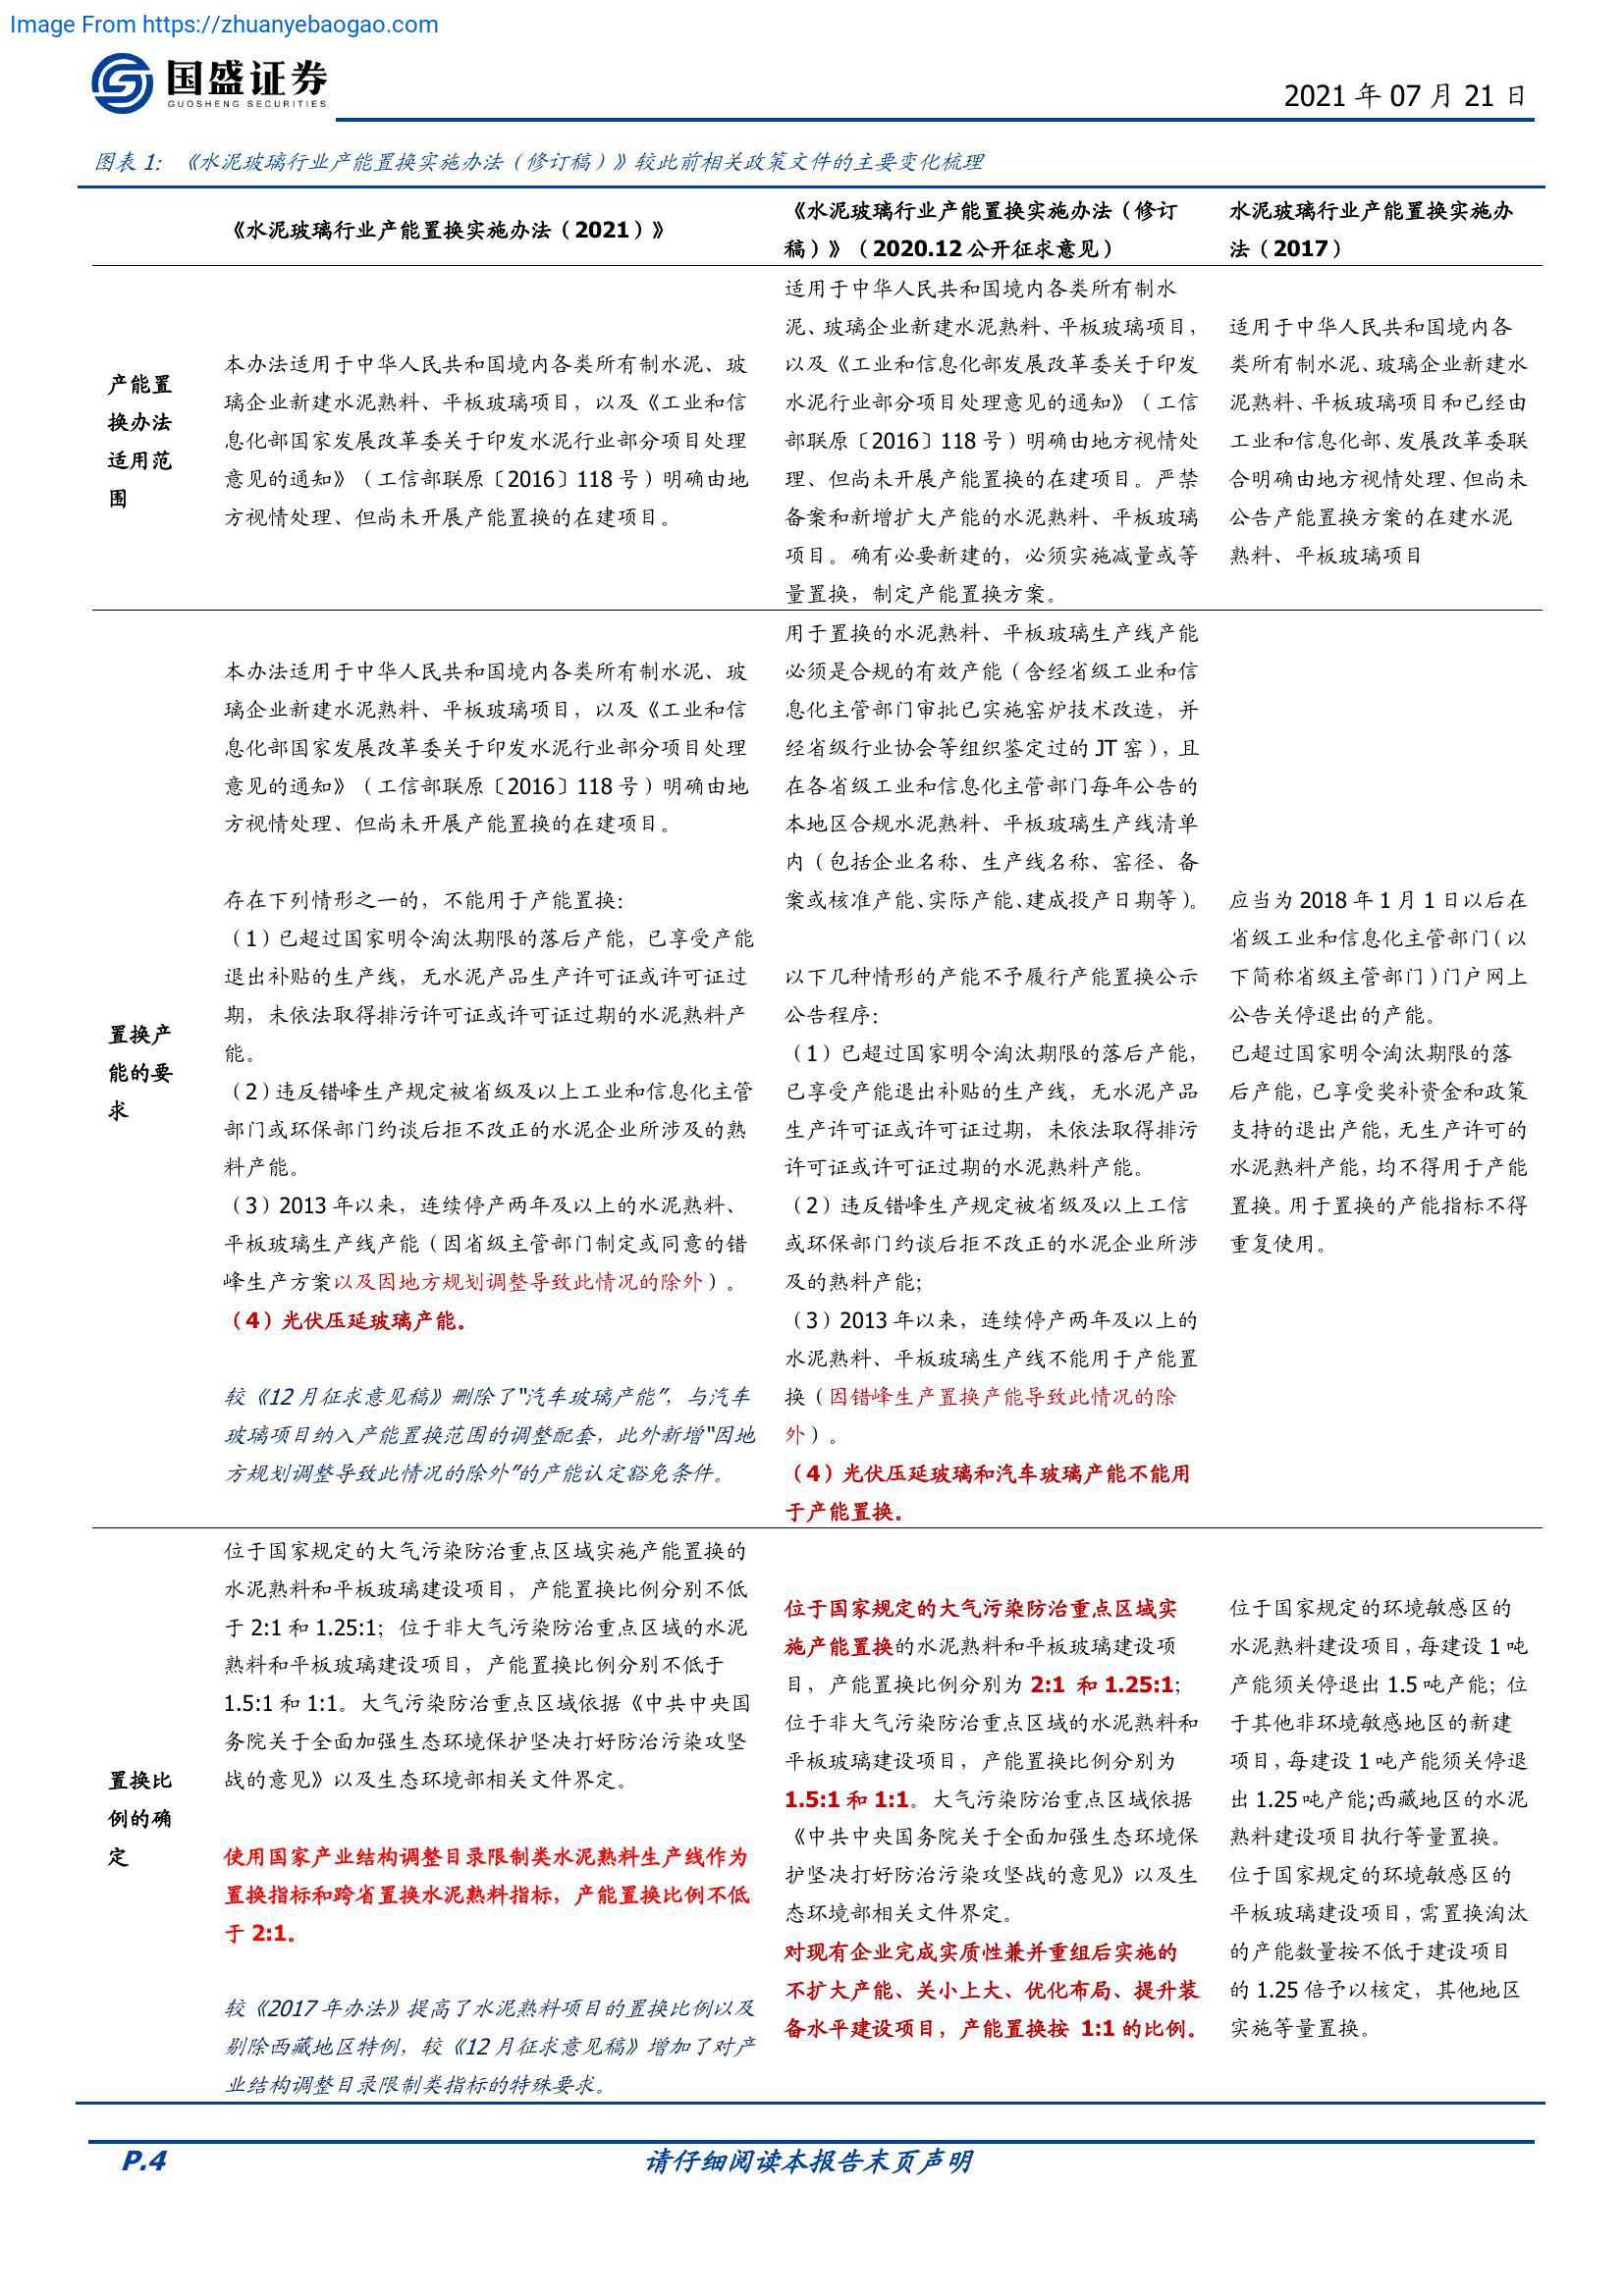 Image From https://zhuanyebaogao.com
国盛证券
GUOSHENG SECURITIES
2021 年 07 月 21 日
图表 1: 《水泥玻璃行业产能置换实施办法（修订稿）》较此前相关政策文件的主要变化梳理
《水泥玻璃行业产能置换实施办法（2021）》
《水泥玻璃行业产能置换实施办法（修订
稿）》（2020.12 公开征求意见）
水泥玻璃行业产能置换实施办
法（2017）
产能置
换办法
适用范
围
本办法适用于中华人民共和国境内各类所有制水泥、玻
璃企业新建水泥熟料、平板玻璃项目，以及《工业和信
息化部国家发展改革委关于印发水泥行业部分项目处理
意见的通知》（工信部联原〔2016〕118 号）明确由地
方视情处理、但尚未开展产能置换的在建项目。
适用于中华人民共和国境内各类所有制水
泥、玻璃企业新建水泥熟料、平板玻璃项目，
以及《工业和信息化部发展改革委关于印发
水泥行业部分项目处理意见的通知》（工信
部联原〔2016〕118 号）明确由地方视情处
理、但尚未开展产能置换的在建项目。严禁
备案和新增扩大产能的水泥熟料、平板玻璃
项目。确有必要新建的，必须实施减量或等
量置换，制定产能置换方案。
适用于中华人民共和国境内各
类所有制水泥、玻璃企业新建水
泥熟料、平板玻璃项目和已经由
工业和信息化部、发展改革委联
合明确由地方视情处理、但尚未
公告产能置换方案的在建水泥
熟料、平板玻璃项目
置换产
能的要
求
本办法适用于中华人民共和国境内各类所有制水泥、玻
璃企业新建水泥熟料、平板玻璃项目，以及《工业和信
息化部国家发展改革委关于印发水泥行业部分项目处理
意见的通知》（工信部联原〔2016〕118 号）明确由地
方视情处理、但尚未开展产能置换的在建项目。
存在下列情形之一的，不能用于产能置换：
（1）已超过国家明令淘汰期限的落后产能，已享受产能
退出补贴的生产线，无水泥产品生产许可证或许可证过
期，未依法取得排污许可证或许可证过期的水泥熟料产
能。
（2）违反错峰生产规定被省级及以上工业和信息化主管
部门或环保部门约谈后拒不改正的水泥企业所涉及的熟
料产能。
（3）2013 年以来，连续停产两年及以上的水泥熟料、
平板玻璃生产线产能（因省级主管部门制定或同意的错
峰生产方案以及因地方规划调整导致此情况的除外）。
（4）光伏压延玻璃产能。
较《12 月征求意见稿》删除了“汽车玻璃产能”，与汽车
玻璃项目纳入产能置换范围的调整配套，此外新增“因地
方规划调整导致此情况的除外”的产能认定豁免条件。
用于置换的水泥熟料、平板玻璃生产线产能
必须是合规的有效产能（含经省级工业和信
息化主管部门审批已实施窑炉技术改造，并
经省级行业协会等组织鉴定过的 JT 窑），且
在各省级工业和信息化主管部门每年公告的
本地区合规水泥熟料、平板玻璃生产线清单
内（包括企业名称、生产线名称、窑径、备
案或核准产能、实际产能、建成投产日期等）。
以下几种情形的产能不予履行产能置换公示
公告程序：
（1）已超过国家明令淘汰期限的落后产能，
已享受产能退出补贴的生产线，无水泥产品
生产许可证或许可证过期，未依法取得排污
许可证或许可证过期的水泥熟料产能。
（2）违反错峰生产规定被省级及以上工信
或环保部门约谈后拒不改正的水泥企业所涉
及的熟料产能；
（3）2013 年以来，连续停产两年及以上的
水泥熟料、平板玻璃生产线不能用于产能置
换（因错峰生产置换产能导致此情况的除
外）。
（4）光伏压延玻璃和汽车玻璃产能不能用
于产能置换。
应当为 2018 年 1 月 1 日以后在
省级工业和信息化主管部门（以
下简称省级主管部门）门户网上
公告关停退出的产能。
已超过国家明令淘汰期限的落
后产能，已享受奖补资金和政策
支持的退出产能，无生产许可的
水泥熟料产能，均不得用于产能
置换。用于置换的产能指标不得
重复使用。
置换比
例的确
定
位于国家规定的大气污染防治重点区域实施产能置换的
水泥熟料和平板玻璃建设项目，产能置换比例分别不低
于 2:1 和 1.25:1；位于非大气污染防治重点区域的水泥
熟料和平板玻璃建设项目，产能置换比例分别不低于
1.5:1 和 1:1。大气污染防治重点区域依据《中共中央国
务院关于全面加强生态环境保护坚决打好防治污染攻坚
战的意见》以及生态环境部相关文件界定。
使用国家产业结构调整目录限制类水泥熟料生产线作为
置换指标和跨省置换水泥熟料指标，产能置换比例不低
于 2:1。
较《2017 年办法》提高了水泥熟料项目的置换比例以及
剔除西藏地区特例，较《12 月征求意见稿》增加了对产
业结构调整目录限制类指标的特殊要求。
位于国家规定的大气污染防治重点区域实
施产能置换的水泥熟料和平板玻璃建设项
目，产能置换比例分别为 2:1 和 1.25:1；
位于非大气污染防治重点区域的水泥熟料和
平板玻璃建设项目，产能置换比例分别为
1.5:1 和 1:1。大气污染防治重点区域依据
《中共中央国务院关于全面加强生态环境保
护坚决打好防治污染攻坚战的意见》以及生
态环境部相关文件界定。
对现有企业完成实质性兼并重组后实施的
不扩大产能、关小上大、优化布局、提升装
备水平建设项目，产能置换按 1:1 的比例。
位于国家规定的环境敏感区的
水泥熟料建设项目，每建设 1 吨
产能须关停退出 1.5 吨产能；位
于其他非环境敏感地区的新建
项目，每建设 1 吨产能须关停退
出 1.25 吨产能;西藏地区的水泥
熟料建设项目执行等量置换。
位于国家规定的环境敏感区的
平板玻璃建设项目，需置换淘汰
的产能数量按不低于建设项目
的 1.25 倍予以核定，其他地区
实施等量置换。
P.4
请仔细阅读本报告末页声明